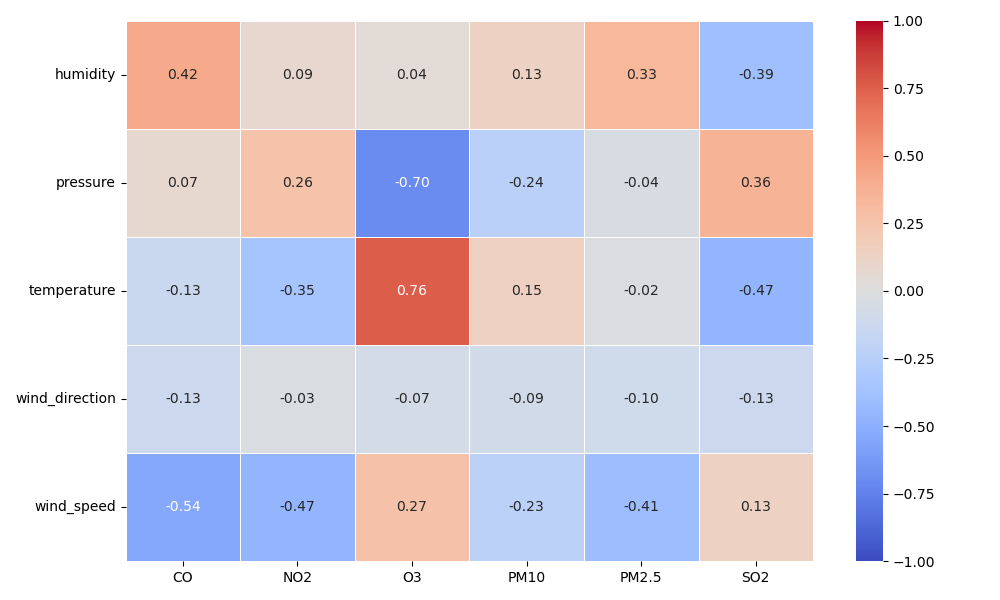 humidity 0.42 0.09 0.04 0.13 0.33 -0.39
pressure 0.07 0.26 -0.70 -0.24 -0.04 0.36
temperature -0.13 -0.35 0.76 0.15 -0.02 -0.47
wind_direction -0.13 -0.03 -0.07 -0.09 -0.10 -0.13
wind_speed -0.54 -0.47 0.27 -0.23 -0.41 0.13
CO NO2 O3 PM10 PM2.5 SO2
1.00
0.75
0.50
0.25
0.00
−0.25
−0.50
−0.75
−1.00